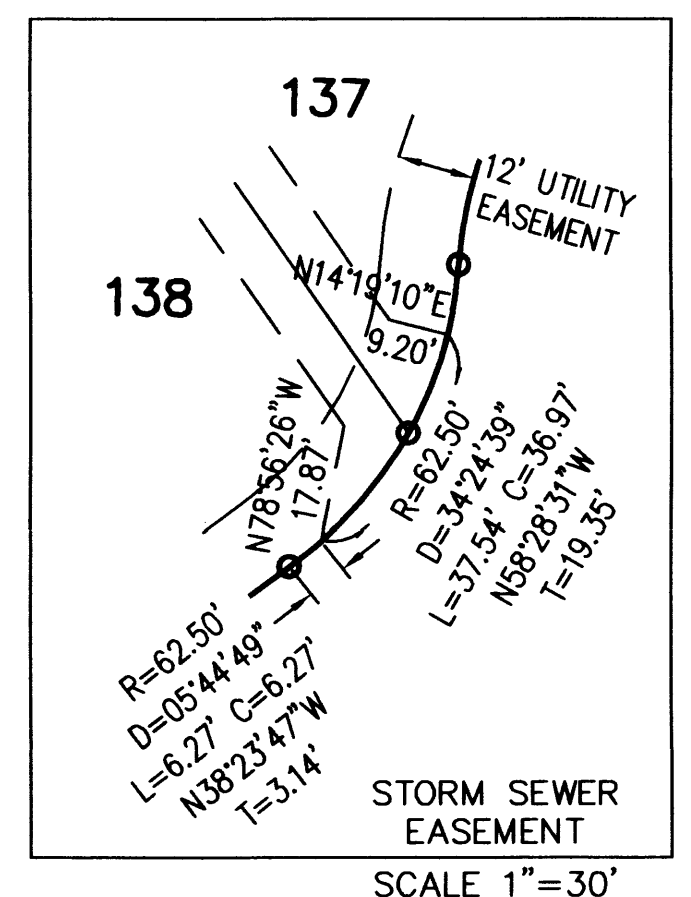 137
12' UTILITY
EASEMENT
138
N14°19'10"E
9.20'
N78°56'26"W
17.87'
R=62.50'
D=34°24'39"
L=37.54' C=36.97'
N58°28'31"W
T=19.35'
R=62.50'
D=05°44'49"
L=6.27' C=6.27'
N38°23'47"W
T=3.14'
STORM SEWER
EASEMENT
SCALE 1"=30'